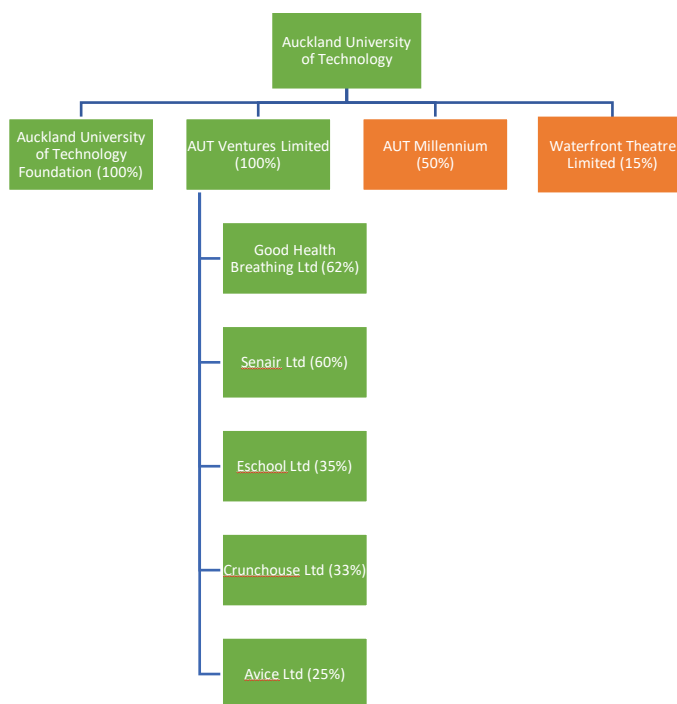 Auckland University
of Technology
Auckland University
of Technology
Foundation (100%)
AUT Ventures Limited
(100%)
AUT Millennium
(50%)
Waterfront Theatre
Limited (15%)
Good Health
Breathing Ltd (62%)
Senair Ltd (60%)
Eschool Ltd (35%)
Crunchouse Ltd (33%)
Avice Ltd (25%)